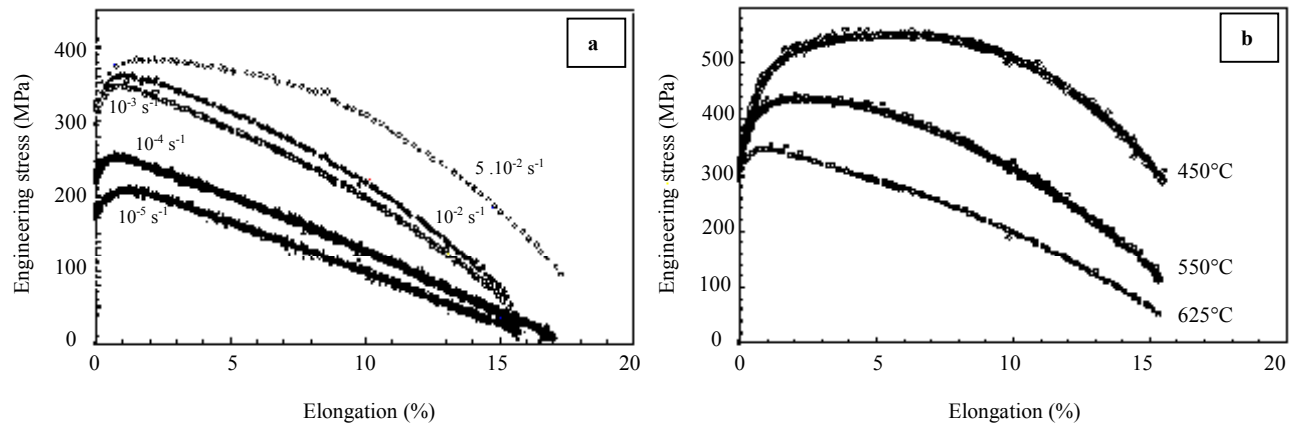 a
Engineering stress (MPa)
400
300
200
100
0
10-3 s-1
10-4 s-1
10-5 s-1
5 .10-2 s-1
10-2 s-1
0 5 10 15 20
Elongation (%)
b
Engineering stress (MPa)
500
400
300
200
100
0
450°C
550°C
625°C
0 5 10 15 20
Elongation (%)